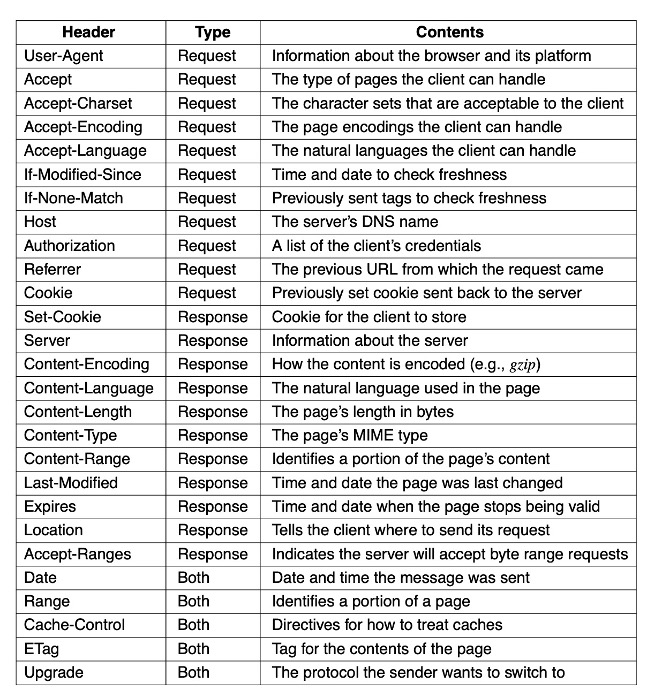 Header Type Contents
User-Agent Request Information about the browser and its platform
Accept Request The type of pages the client can handle
Accept-Charset Request The character sets that are acceptable to the client
Accept-Encoding Request The page encodings the client can handle
Accept-Language Request The natural languages the client can handle
If-Modified-Since Request Time and date to check freshness
If-None-Match Request Previously sent tags to check freshness
Host Request The server's DNS name
Authorization Request A list of the client's credentials
Referrer Request The previous URL from which the request came
Cookie Request Previously set cookie sent back to the server
Set-Cookie Response Cookie for the client to store
Server Response Information about the server
Content-Encoding Response How the content is encoded (e.g., gzip)
Content-Language Response The natural language used in the page
Content-Length Response The page's length in bytes
Content-Type Response The page's MIME type
Content-Range Response Identifies a portion of the page's content
Last-Modified Response Time and date the page was last changed
Expires Response Time and date when the page stops being valid
Location Response Tells the client where to send its request
Accept-Ranges Response Indicates the server will accept byte range requests
Date Both Date and time the message was sent
Range Both Identifies a portion of a page
Cache-Control Both Directives for how to treat caches
ETag Both Tag for the contents of the page
Upgrade Both The protocol the sender wants to switch to